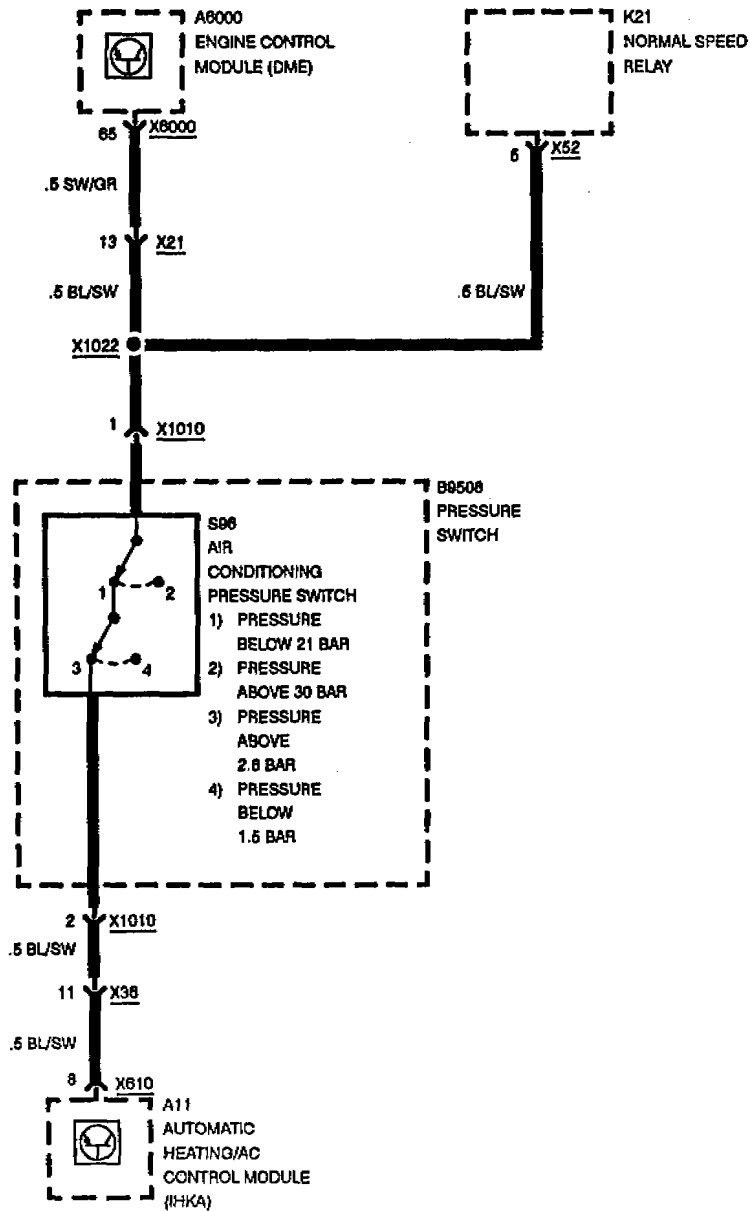 A6000
ENGINE CONTROL
MODULE (DME)
K21
NORMAL SPEED
RELAY
65 X6000
5 X52
.5 SW/GR
13 X21
.5 BL/SW
.5 BL/SW
X1022
1 X1010
B9508
PRESSURE
SWITCH
S96
AIR
CONDITIONING
PRESSURE SWITCH
1 2
1) PRESSURE
BELOW 21 BAR
3 4
2) PRESSURE
ABOVE 30 BAR
3) PRESSURE
ABOVE
2.8 BAR
4) PRESSURE
BELOW
1.5 BAR
2 X1010
.5 BL/SW
11 X36
.5 BL/SW
8 X610
A11
AUTOMATIC
HEATING/AC
CONTROL MODULE
(IHKA)